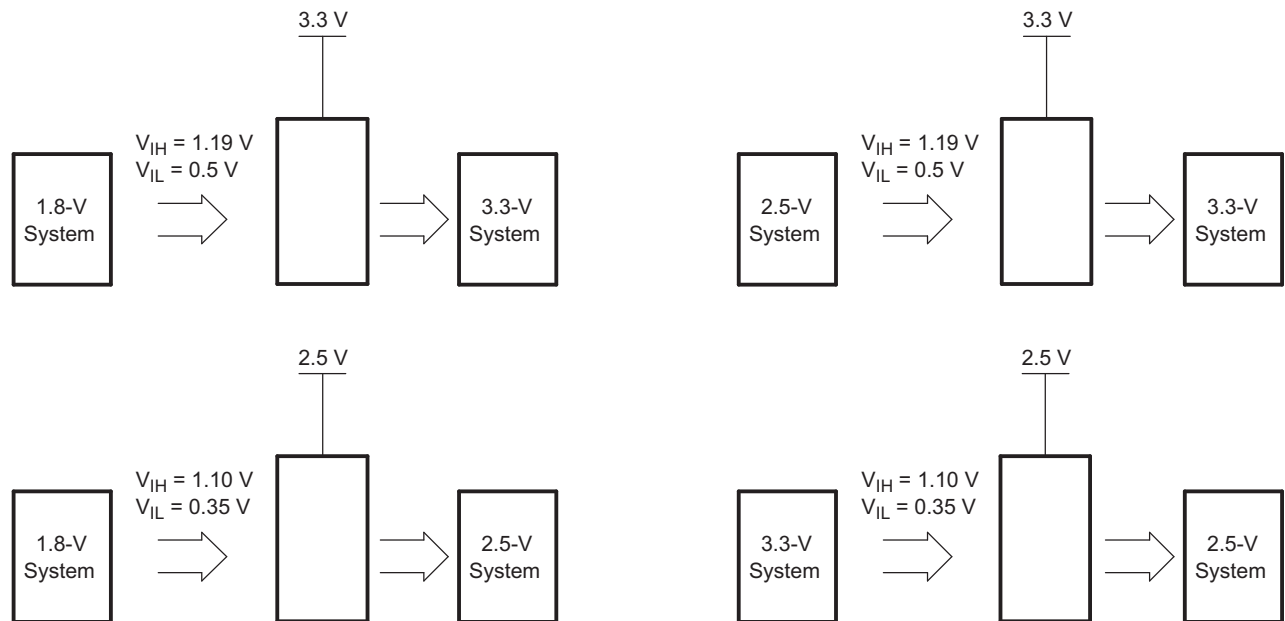 3.3 V
V_IH = 1.19 V
V_IL = 0.5 V
1.8-V
System
3.3-V
System
3.3 V
V_IH = 1.19 V
V_IL = 0.5 V
2.5-V
System
3.3-V
System
2.5 V
V_IH = 1.10 V
V_IL = 0.35 V
1.8-V
System
2.5-V
System
2.5 V
V_IH = 1.10 V
V_IL = 0.35 V
3.3-V
System
2.5-V
System